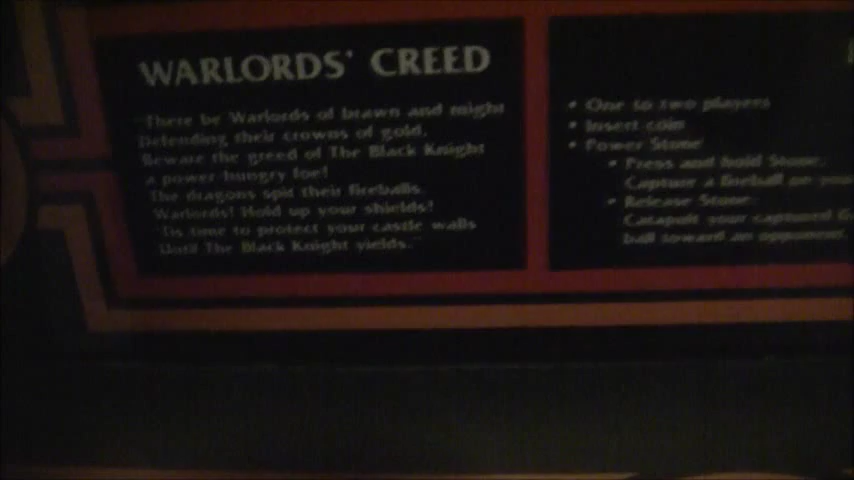 WARLORDS' CREED
"There be Warlords of brawn and might
Defending their crowns of gold,
Beware the greed of The Black Knight
a power-hungry foe!
The dragons spit their fireballs.
Warlords! Hold up your shields!
'Tis time to protect your castle walls
Until The Black Knight yields."
• One to two players
• Insert coin
• Power Stone
• Press and hold Stone:
Capture a fireball on your
• Release Stone:
Catapult your captured
ball toward an opponent.